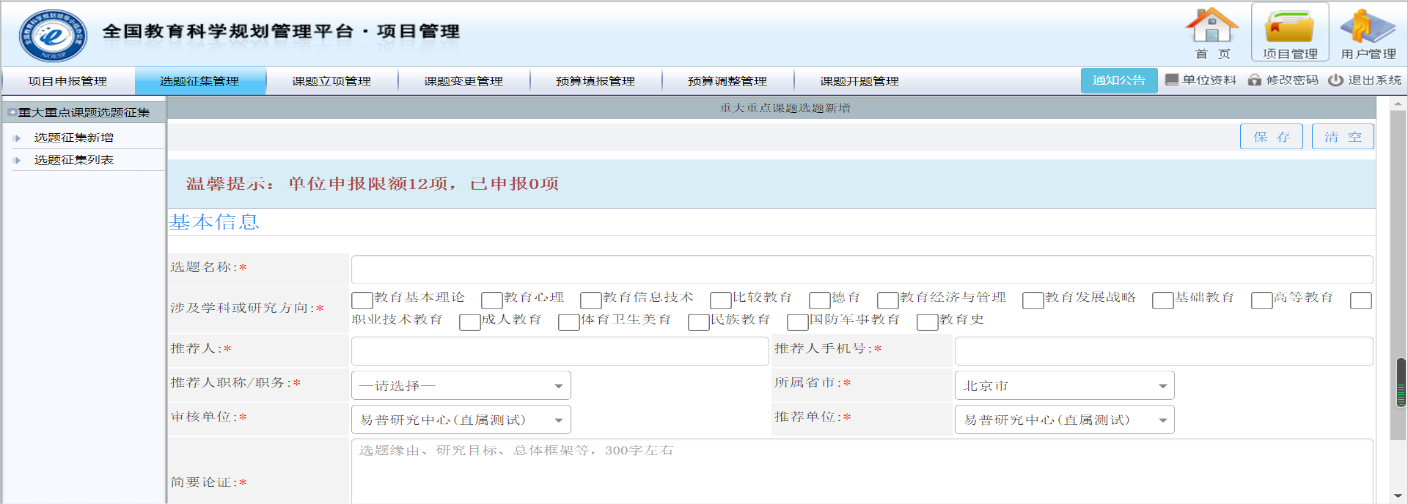 全国教育科学规划管理平台·项目管理
首 页 项目管理 用户管理
项目申报管理 选题征集管理 课题立项管理 课题变更管理 预算填报管理 预算调整管理 课题开题管理 通知公告 单位资料 修改密码 退出系统
重大重点课题选题征集
选题征集新增
选题征集列表
重大重点课题选题新增
保 存 清 空
温馨提示：单位申报限额12项，已申报0项
基本信息
选题名称:*
涉及学科或研究方向:* 教育基本理论 教育心理 教育信息技术 比较教育 德育 教育经济与管理 教育发展战略 基础教育 高等教育
职业技术教育 成人教育 体育卫生美育 民族教育 国防军事教育 教育史
推荐人:* 推荐人手机号:*
推荐人职称/职务:* —请选择— 所属省市:* 北京市
审核单位:* 易普研究中心(直属测试) 推荐单位:* 易普研究中心(直属测试)
简要论证:* 选题缘由、研究目标、总体框架等，300字左右